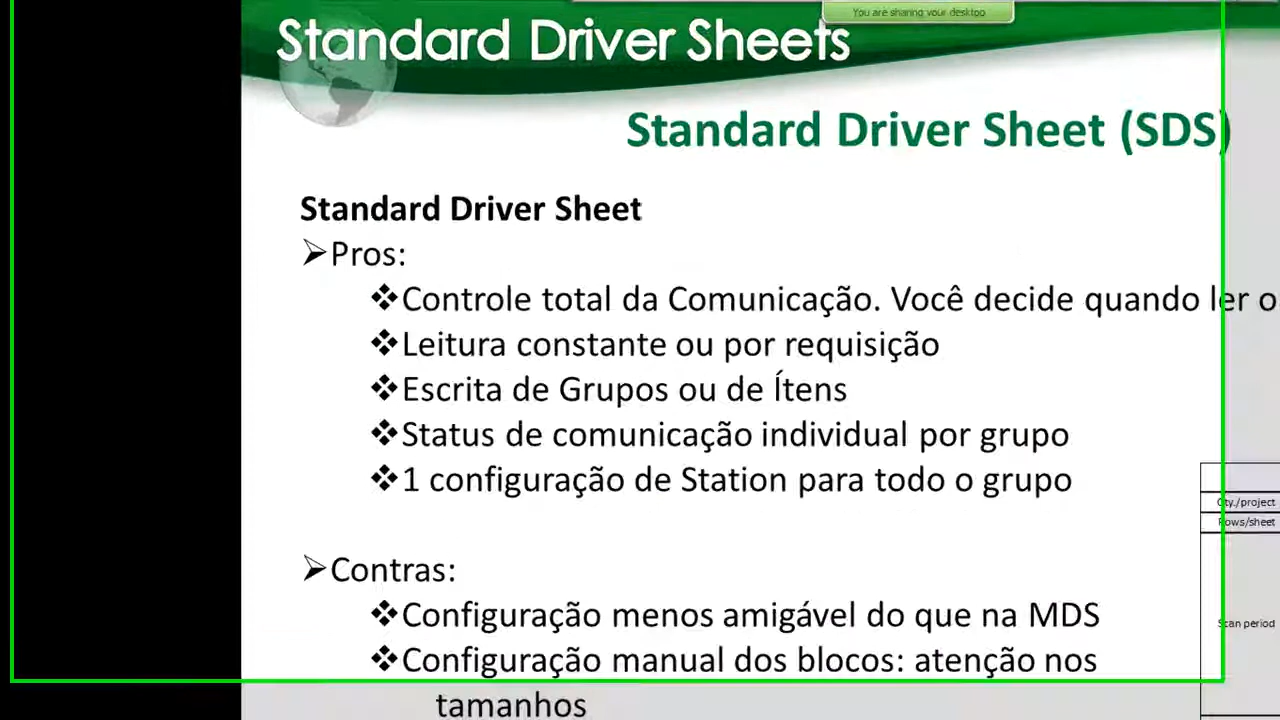 You are sharing your desktop
Standard Driver Sheets
Standard Driver Sheet (SDS)
Standard Driver Sheet
Pros:
Controle total da Comunicação. Você decide quando ler o
Leitura constante ou por requisição
Escrita de Grupos ou de Ítens
Status de comunicação individual por grupo
1 configuração de Station para todo o grupo
Qty./project
Rows/sheet
Contras:
Configuração menos amigável do que na MDS
Scan period
Configuração manual dos blocos: atenção nos
tamanhos